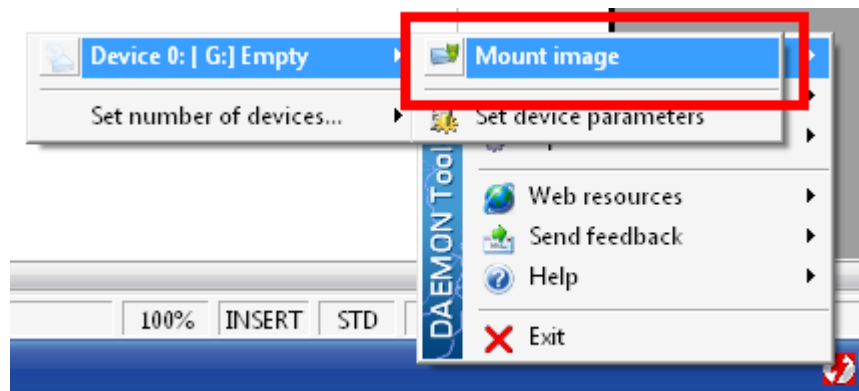 Device 0: [ G:] Empty
Set number of devices...
Mount image
Set device parameters
Web resources
Send feedback
Help
Exit
DAEMON Tool
100% INSERT STD